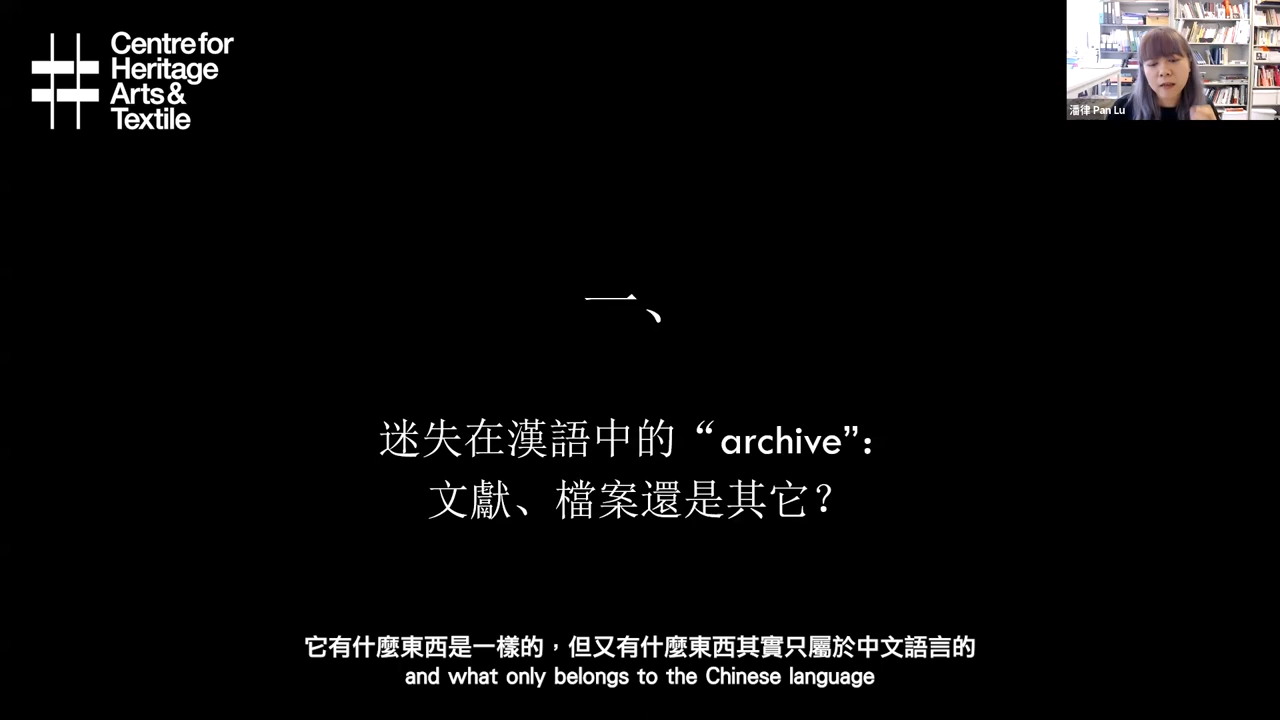 Centre for
Heritage
Arts &
Textile
潘律 Pan Lu
一、
迷失在漢語中的“archive”:
文獻、檔案還是其它？
它有什麼東西是一樣的，但又有什麼東西其實只屬於中文語言的
and what only belongs to the Chinese language